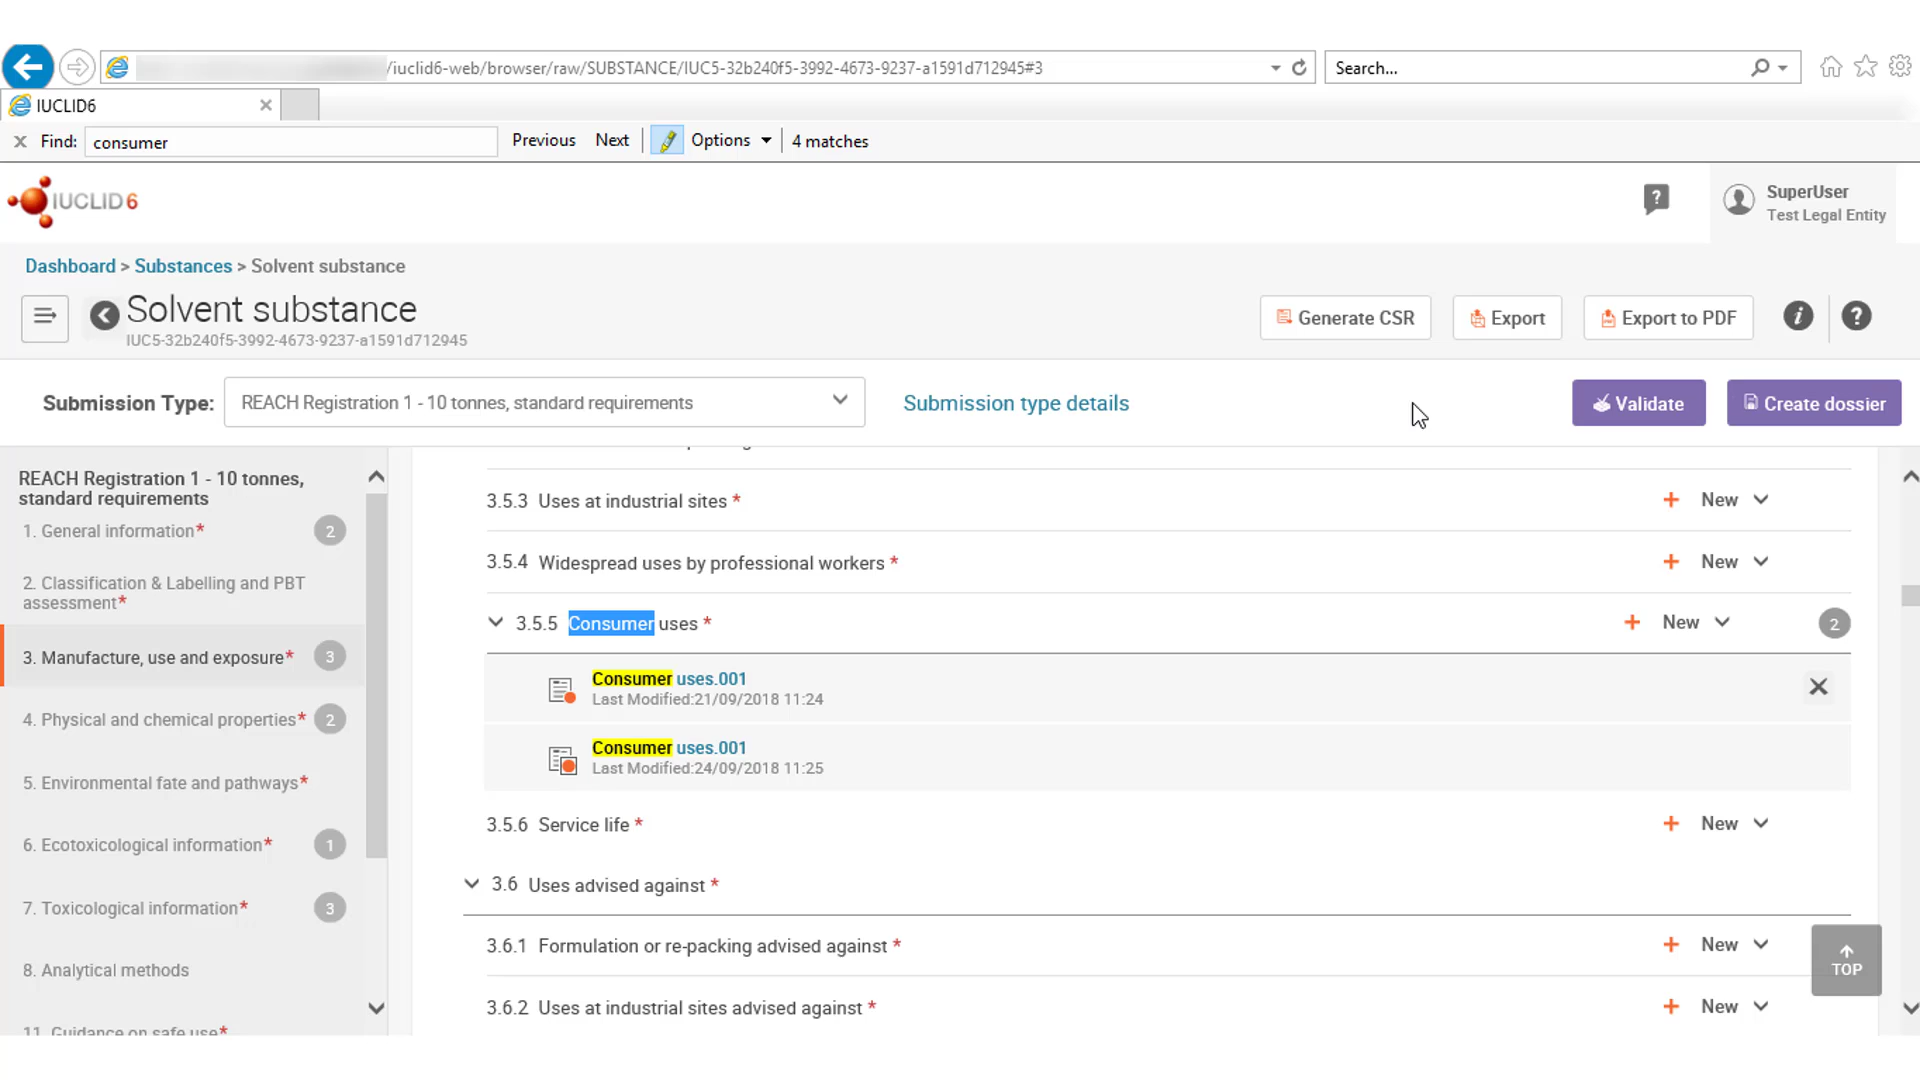 /iuclid6-web/browser/raw/SUBSTANCE/IUC5-32b240f5-3992-4673-9237-a1591d712945#3
Search...
IUCLID6
Find: consumer Previous Next Options 4 matches
IUCLID 6
SuperUser
Test Legal Entity
Dashboard > Substances > Solvent substance
Solvent substance
IUC5-32b240f5-3992-4673-9237-a1591d712945
Generate CSR Export Export to PDF
Submission Type: REACH Registration 1 - 10 tonnes, standard requirements Submission type details Validate Create dossier
REACH Registration 1 - 10 tonnes,
standard requirements
1. General information* 2
2. Classification & Labelling and PBT
assessment*
3. Manufacture, use and exposure* 3
4. Physical and chemical properties* 2
5. Environmental fate and pathways*
6. Ecotoxicological information* 1
7. Toxicological information* 3
8. Analytical methods
11. Guidance on safe use*
3.5.3 Uses at industrial sites * + New
3.5.4 Widespread uses by professional workers * + New
3.5.5 Consumer uses * + New 2
Consumer uses.001
Last Modified:21/09/2018 11:24
Consumer uses.001
Last Modified:24/09/2018 11:25
3.5.6 Service life * + New
3.6 Uses advised against *
3.6.1 Formulation or re-packing advised against * + New
3.6.2 Uses at industrial sites advised against * + New
TOP